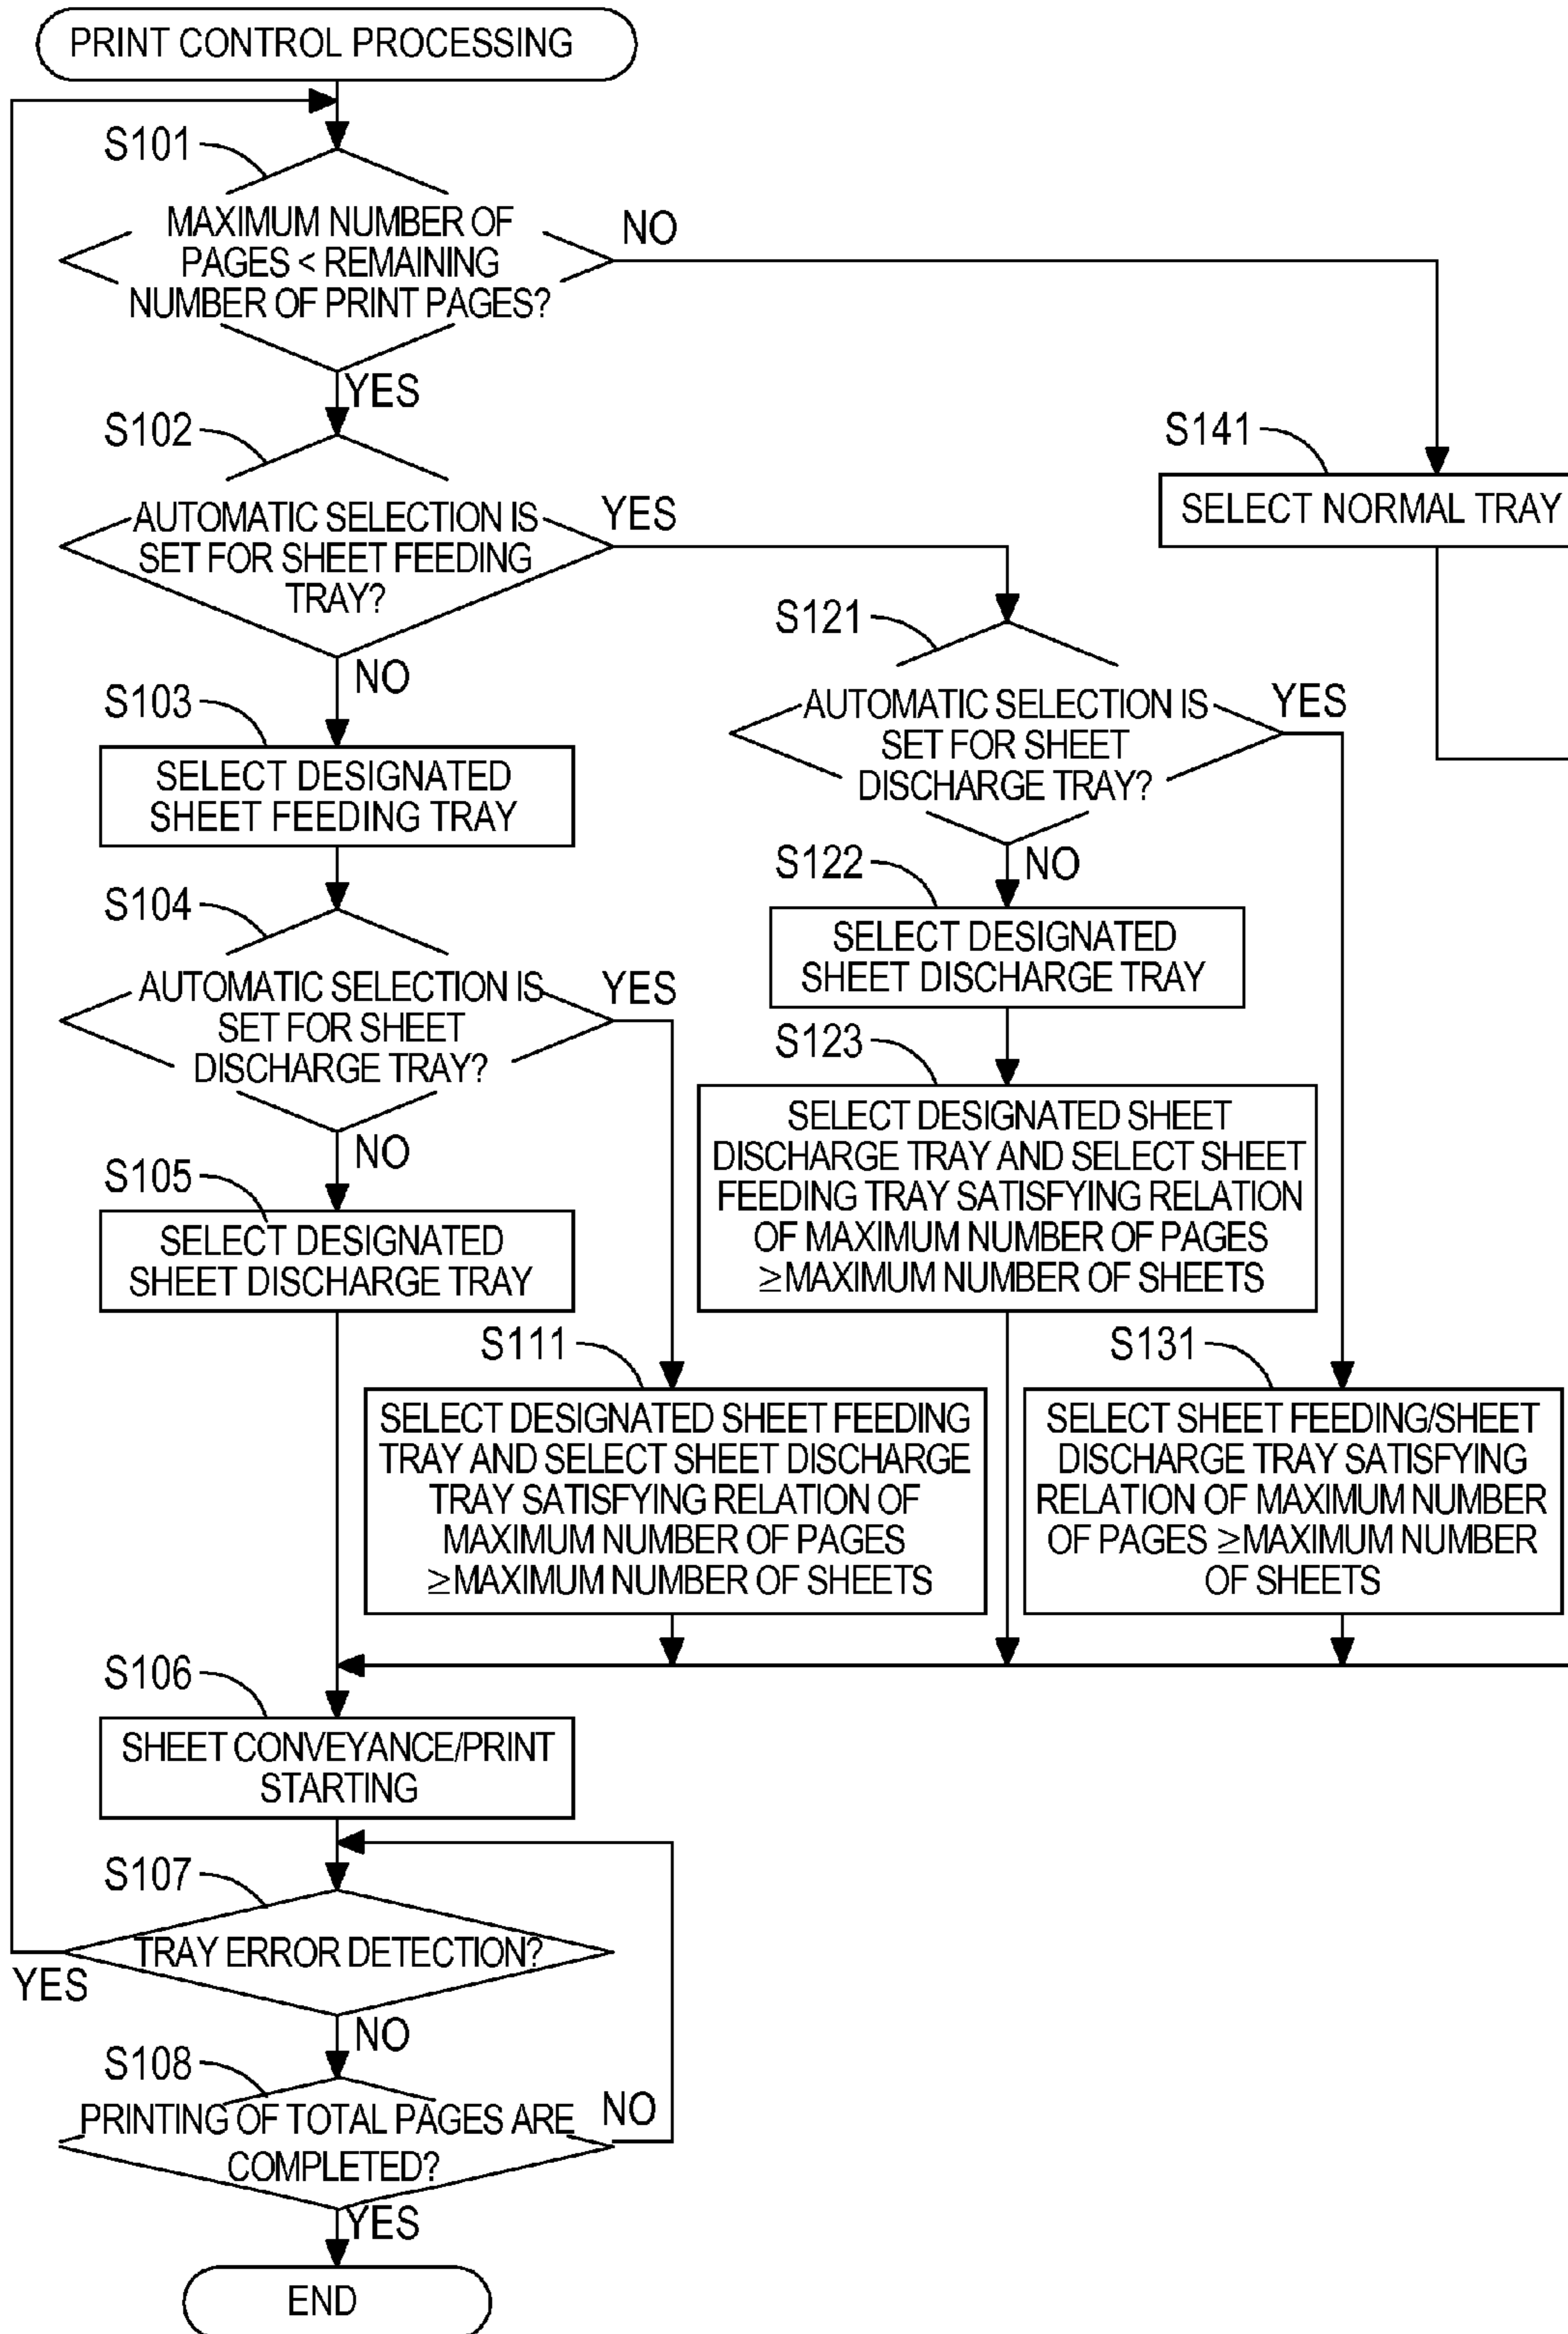 PRINT CONTROL PROCESSING
S101
MAXIMUM NUMBER OF
PAGES < REMAINING
NUMBER OF PRINT PAGES?
NO
YES
S102
AUTOMATIC SELECTION IS
SET FOR SHEET FEEDING
TRAY?
YES
NO
S141
SELECT NORMAL TRAY
S103
SELECT DESIGNATED
SHEET FEEDING TRAY
S121
AUTOMATIC SELECTION IS
SET FOR SHEET
DISCHARGE TRAY?
YES
NO
S104
AUTOMATIC SELECTION IS
SET FOR SHEET
DISCHARGE TRAY?
YES
NO
S122
SELECT DESIGNATED
SHEET DISCHARGE TRAY
S123
SELECT DESIGNATED SHEET
DISCHARGE TRAY AND SELECT SHEET
FEEDING TRAY SATISFYING RELATION
OF MAXIMUM NUMBER OF PAGES
≥MAXIMUM NUMBER OF SHEETS
S105
SELECT DESIGNATED
SHEET DISCHARGE TRAY
S111
SELECT DESIGNATED SHEET FEEDING
TRAY AND SELECT SHEET DISCHARGE
TRAY SATISFYING RELATION OF
MAXIMUM NUMBER OF PAGES
≥MAXIMUM NUMBER OF SHEETS
S131
SELECT SHEET FEEDING/SHEET
DISCHARGE TRAY SATISFYING
RELATION OF MAXIMUM NUMBER
OF PAGES ≥MAXIMUM NUMBER
OF SHEETS
S106
SHEET CONVEYANCE/PRINT
STARTING
S107
TRAY ERROR DETECTION?
YES
NO
S108
PRINTING OF TOTAL PAGES ARE
COMPLETED?
NO
YES
END